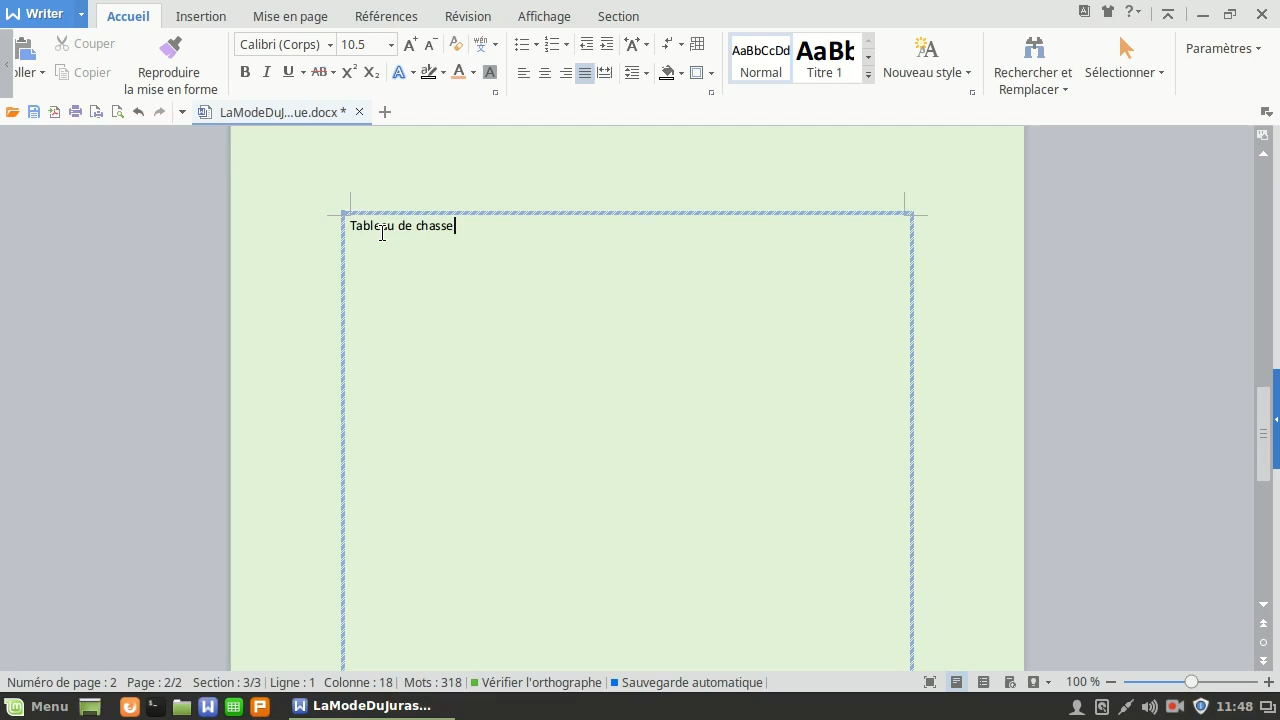 Writer
Accueil
Insertion
Mise en page
Références
Révision
Affichage
Section
oller
Couper
Copier
Reproduire
la mise en forme
Calibri (Corps)
10.5
AaBbCcDd
Normal
AaBb
Titre 1
Nouveau style
Rechercher et
Remplacer
Sélectionner
Paramètres
LaModeDuJ...ue.docx *
Tableau de chasse
Numéro de page : 2
Page : 2/2
Section : 3/3
Ligne : 1
Colonne : 18
Mots : 318
Vérifier l'orthographe
Sauvegarde automatique
100 %
Menu
LaModeDuJuras...
11:48